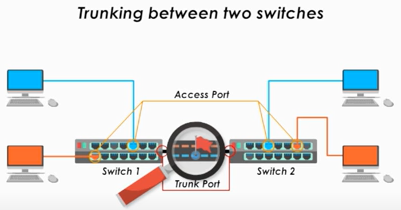 Trunking between two switches
Access Port
Switch 1
Trunk Port
Switch 2